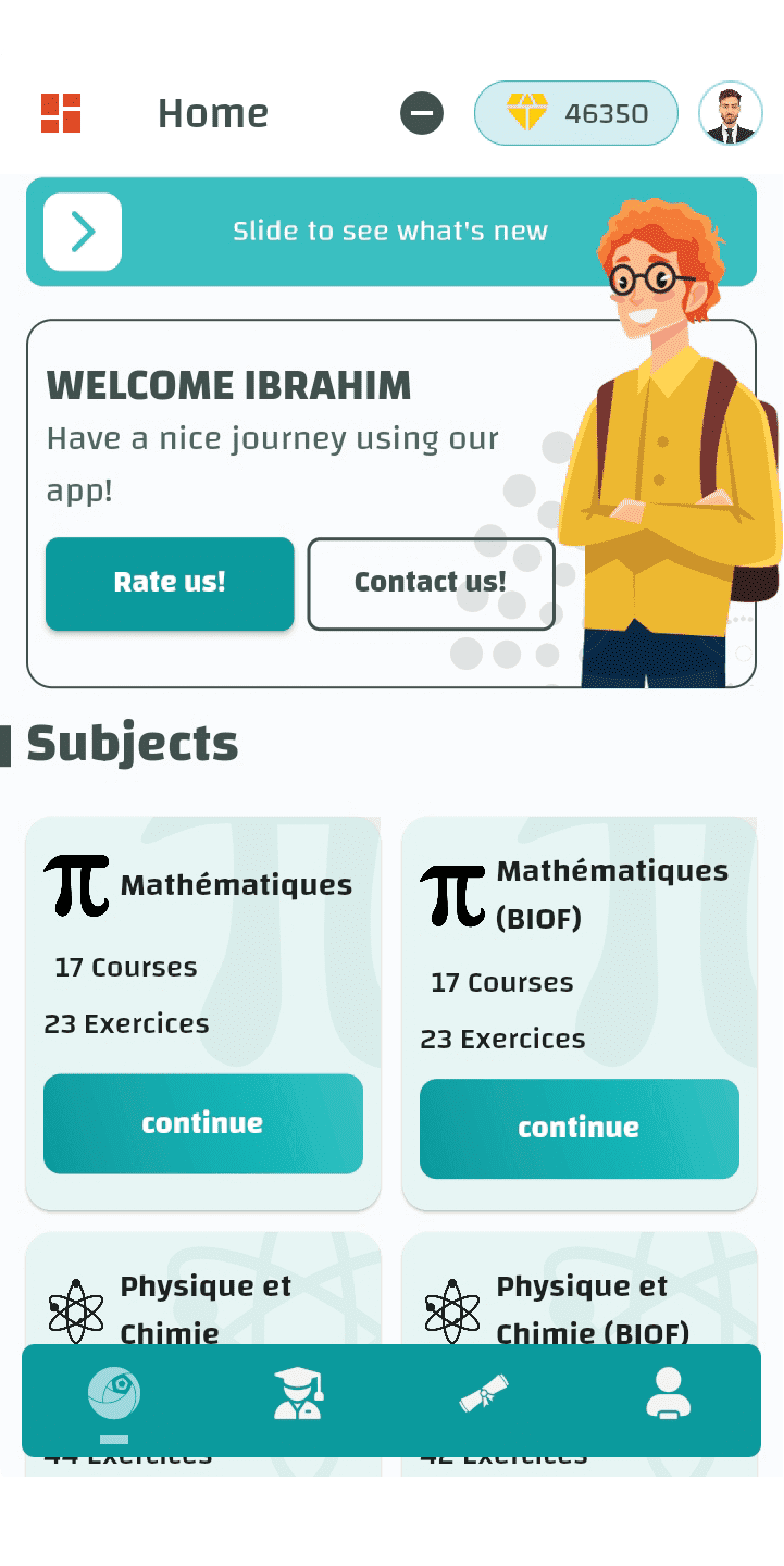 Home
46350
Slide to see what's new
WELCOME IBRAHIM
Have a nice journey using our
app!
Rate us!
Contact us!
Subjects
Mathématiques
17 Courses
23 Exercices
continue
Mathématiques
(BIOF)
17 Courses
23 Exercices
continue
Physique et
Chimie
44 Exercices
Physique et
Chimie (BIOF)
42 Exercices